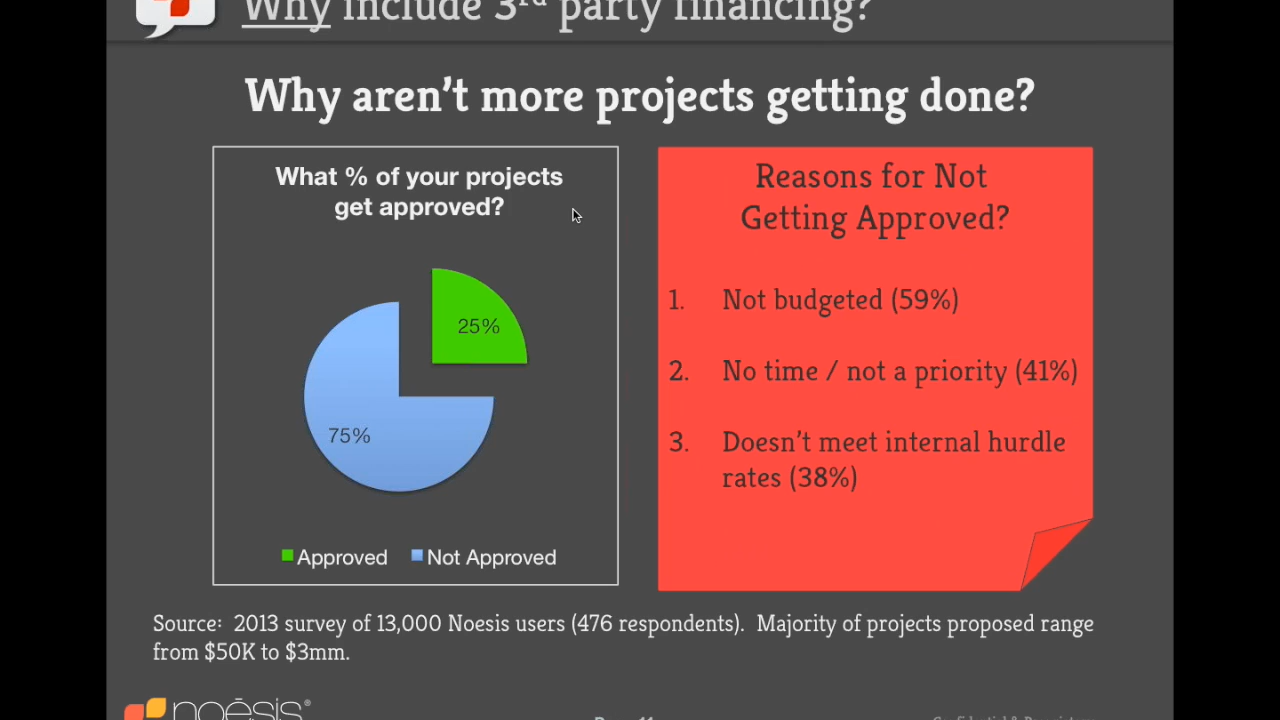 Why include 3rd party financing?
Why aren't more projects getting done?
What % of your projects
get approved?
25%
75%
Approved Not Approved
Reasons for Not
Getting Approved?
1. Not budgeted (59%)
2. No time / not a priority (41%)
3. Doesn't meet internal hurdle
rates (38%)
Source: 2013 survey of 13,000 Noesis users (476 respondents). Majority of projects proposed range
from $50K to $3mm.
noēsis®